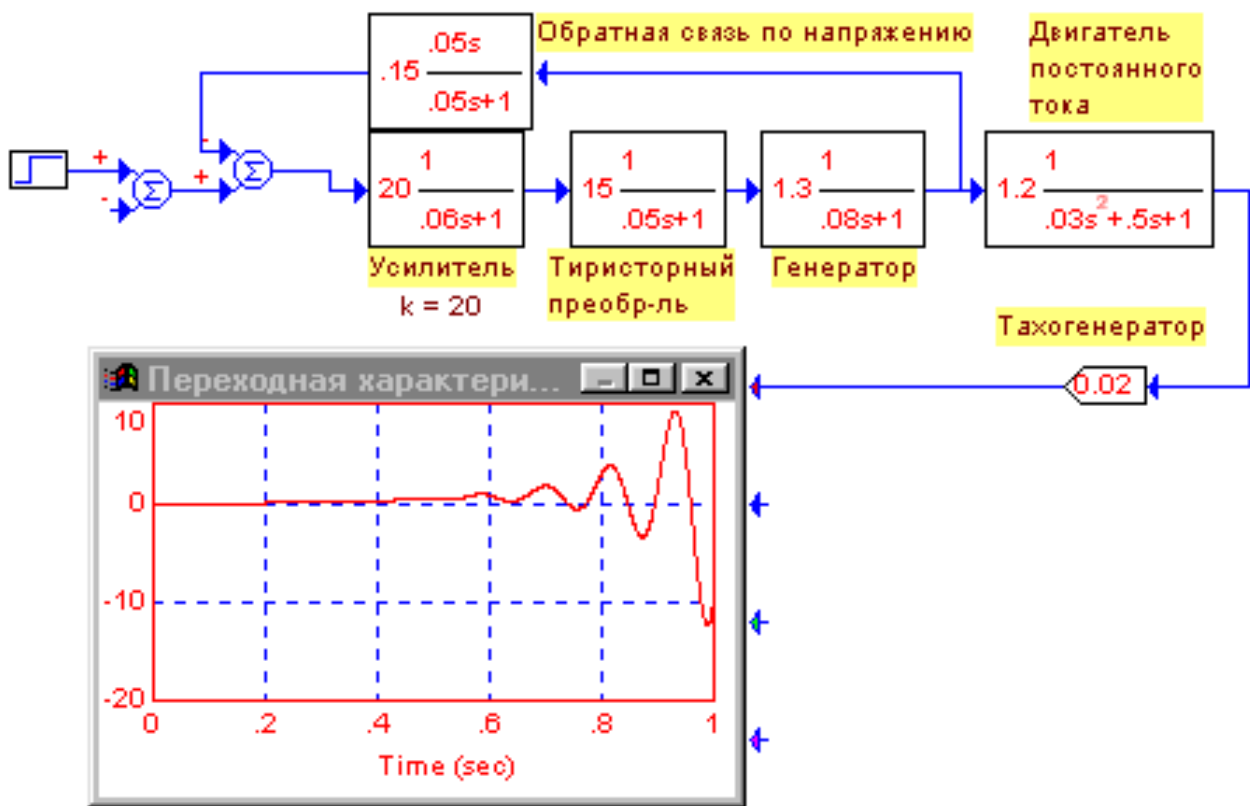 .05s
.15
.05s+1
Обратная связь по напряжению
Двигатель
постоянного
тока
-
+
Σ
-
+
Σ
1
20
.06s+1
1
15
.05s+1
1
1.3
.08s+1
1
1.2
.03s²+.5s+1
Усилитель
k = 20
Тиристорный
преобр-ль
Генератор
Тахогенератор
0.02
Переходная характери...
10
0
-10
-20
0
.2
.4
.6
.8
1
Time (sec)